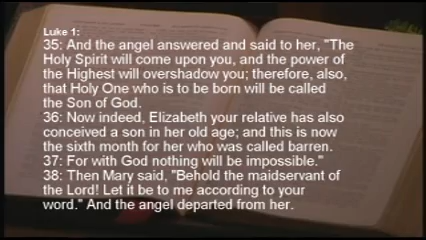 Luke 1:
35: And the angel answered and said to her, "The
Holy Spirit will come upon you, and the power of
the Highest will overshadow you; therefore, also,
that Holy One who is to be born will be called
the Son of God.
36: Now indeed, Elizabeth your relative has also
conceived a son in her old age; and this is now
the sixth month for her who was called barren.
37: For with God nothing will be impossible."
38: Then Mary said, "Behold the maidservant of
the Lord! Let it be to me according to your
word." And the angel departed from her.